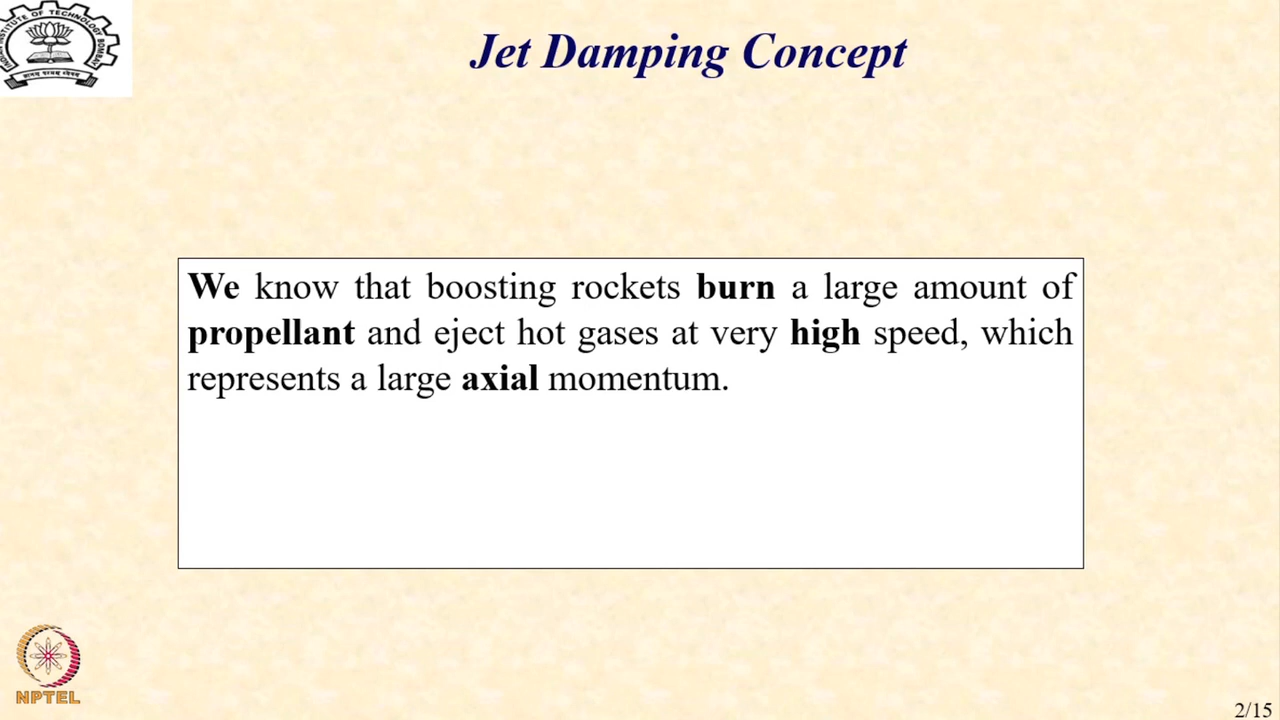 Jet Damping Concept
We know that boosting rockets burn a large amount of
propellant and eject hot gases at very high speed, which
represents a large axial momentum.
NPTEL
2/15